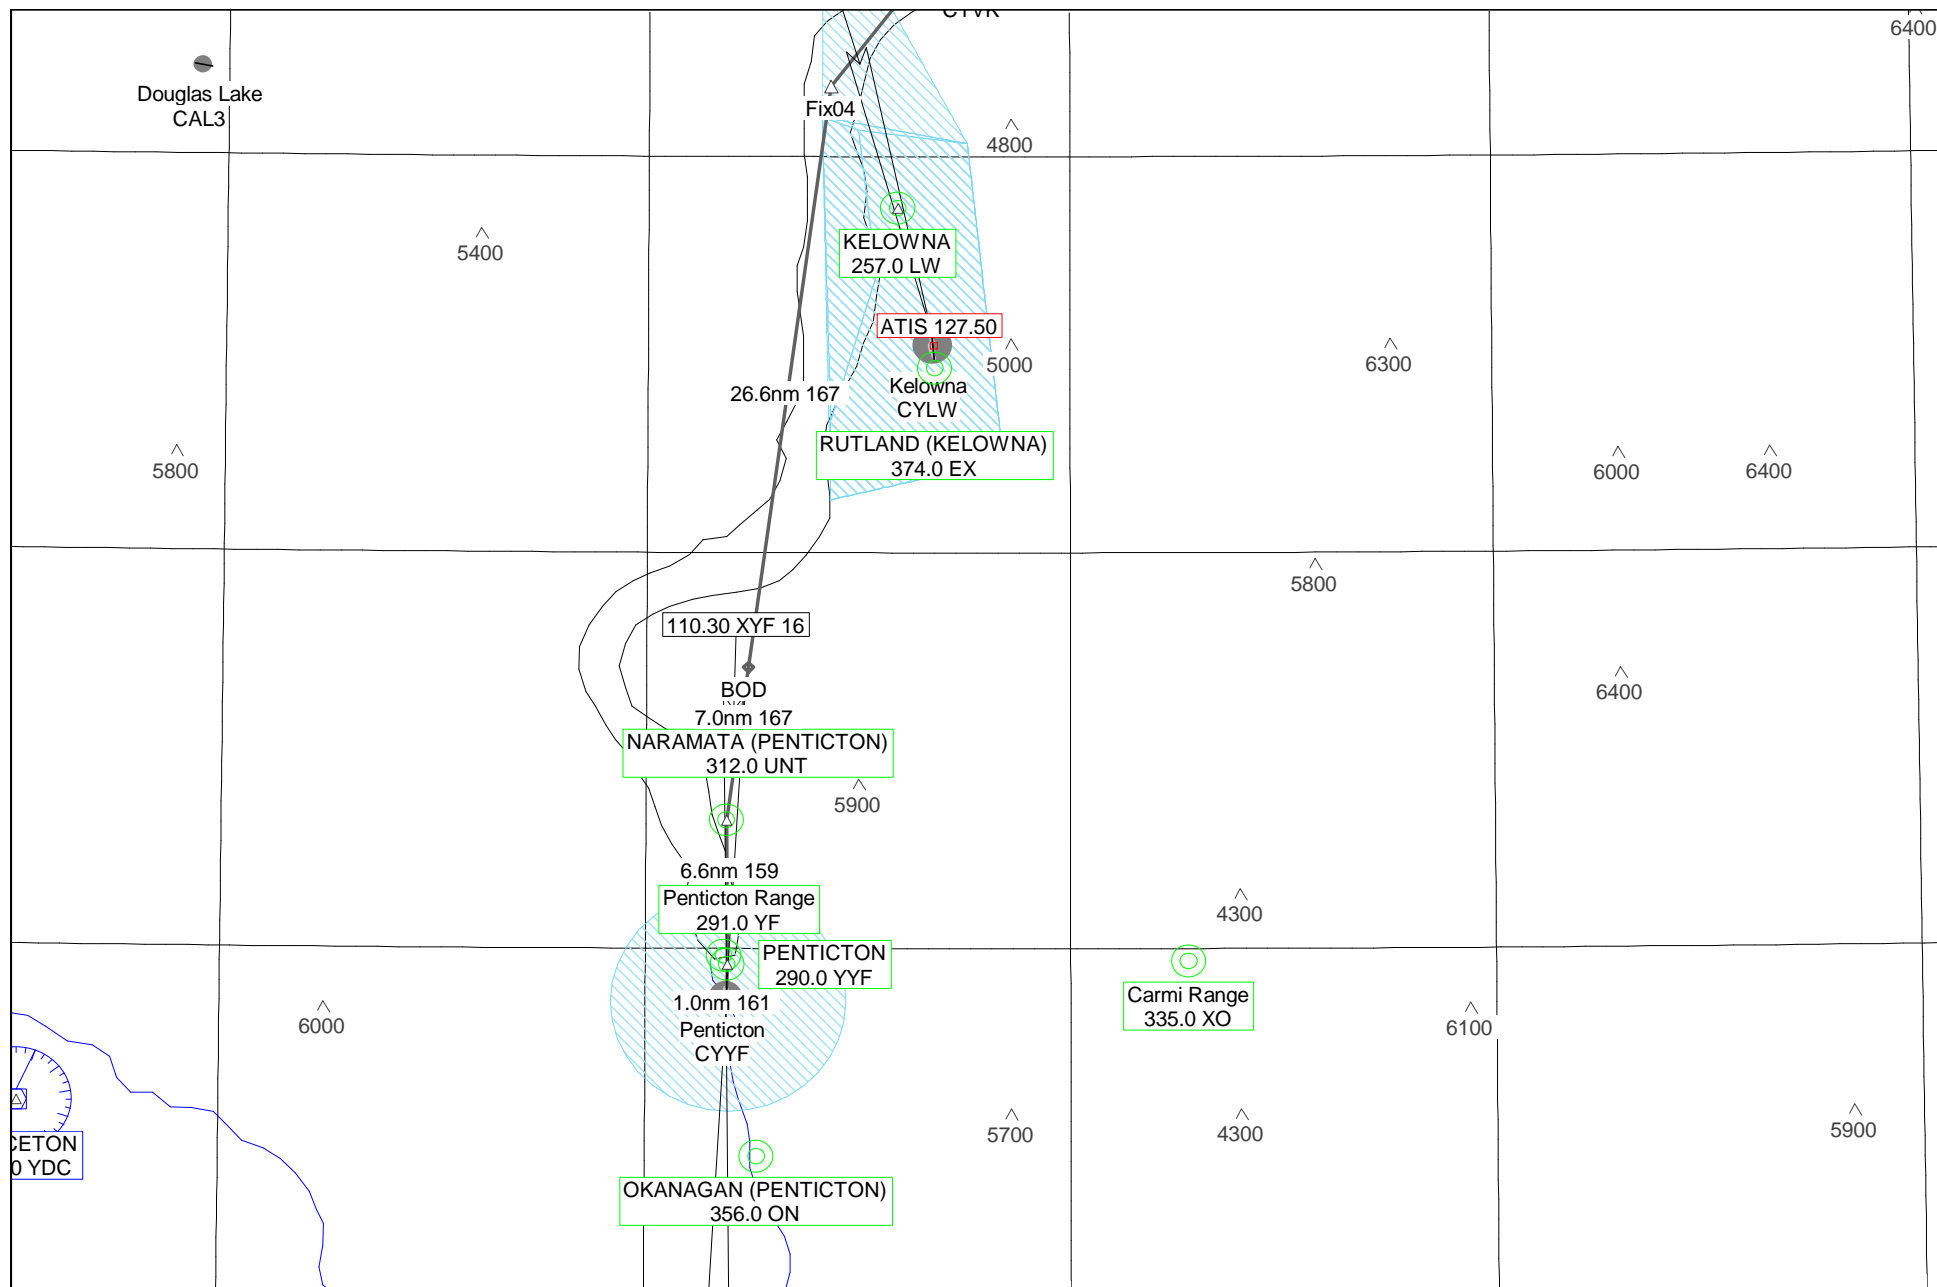 CYVK
6400
Douglas Lake
CAL3
Fix04
4800
5400
KELOWNA
257.0 LW
ATIS 127.50
5000
6300
Kelowna
CYLW
26.6nm 167
RUTLAND (KELOWNA)
374.0 EX
5800
6000
6400
5800
110.30 XYF 16
BOD
6400
7.0nm 167
NARAMATA (PENTICTON)
312.0 UNT
5900
6.6nm 159
Penticton Range
291.0 YF
4300
PENTICTON
290.0 YYF
1.0nm 161
Penticton
CYYF
Carmi Range
335.0 XO
6000
6100
CETON
0 YDC
5700
4300
5900
OKANAGAN (PENTICTON)
356.0 ON